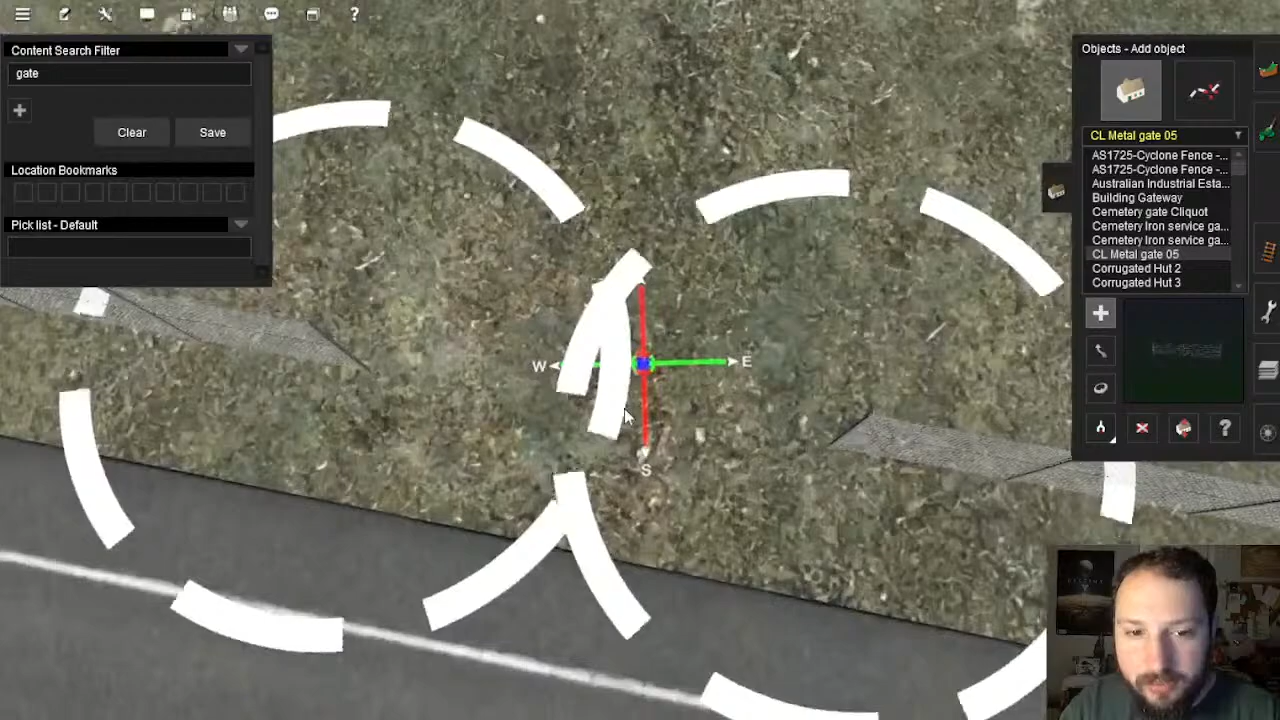 ?
Content Search Filter
gate
Clear
Save
Location Bookmarks
Pick list - Default
Objects - Add object
CL Metal gate 05
AS1725-Cyclone Fence -...
AS1725-Cyclone Fence -...
Australian Industrial Esta...
Building Gateway
Cemetery gate Cliquot
Cemetery Iron service ga...
Cemetery Iron service ga...
CL Metal gate 05
Corrugated Hut 2
Corrugated Hut 3
?
W
E
S
DESTINY